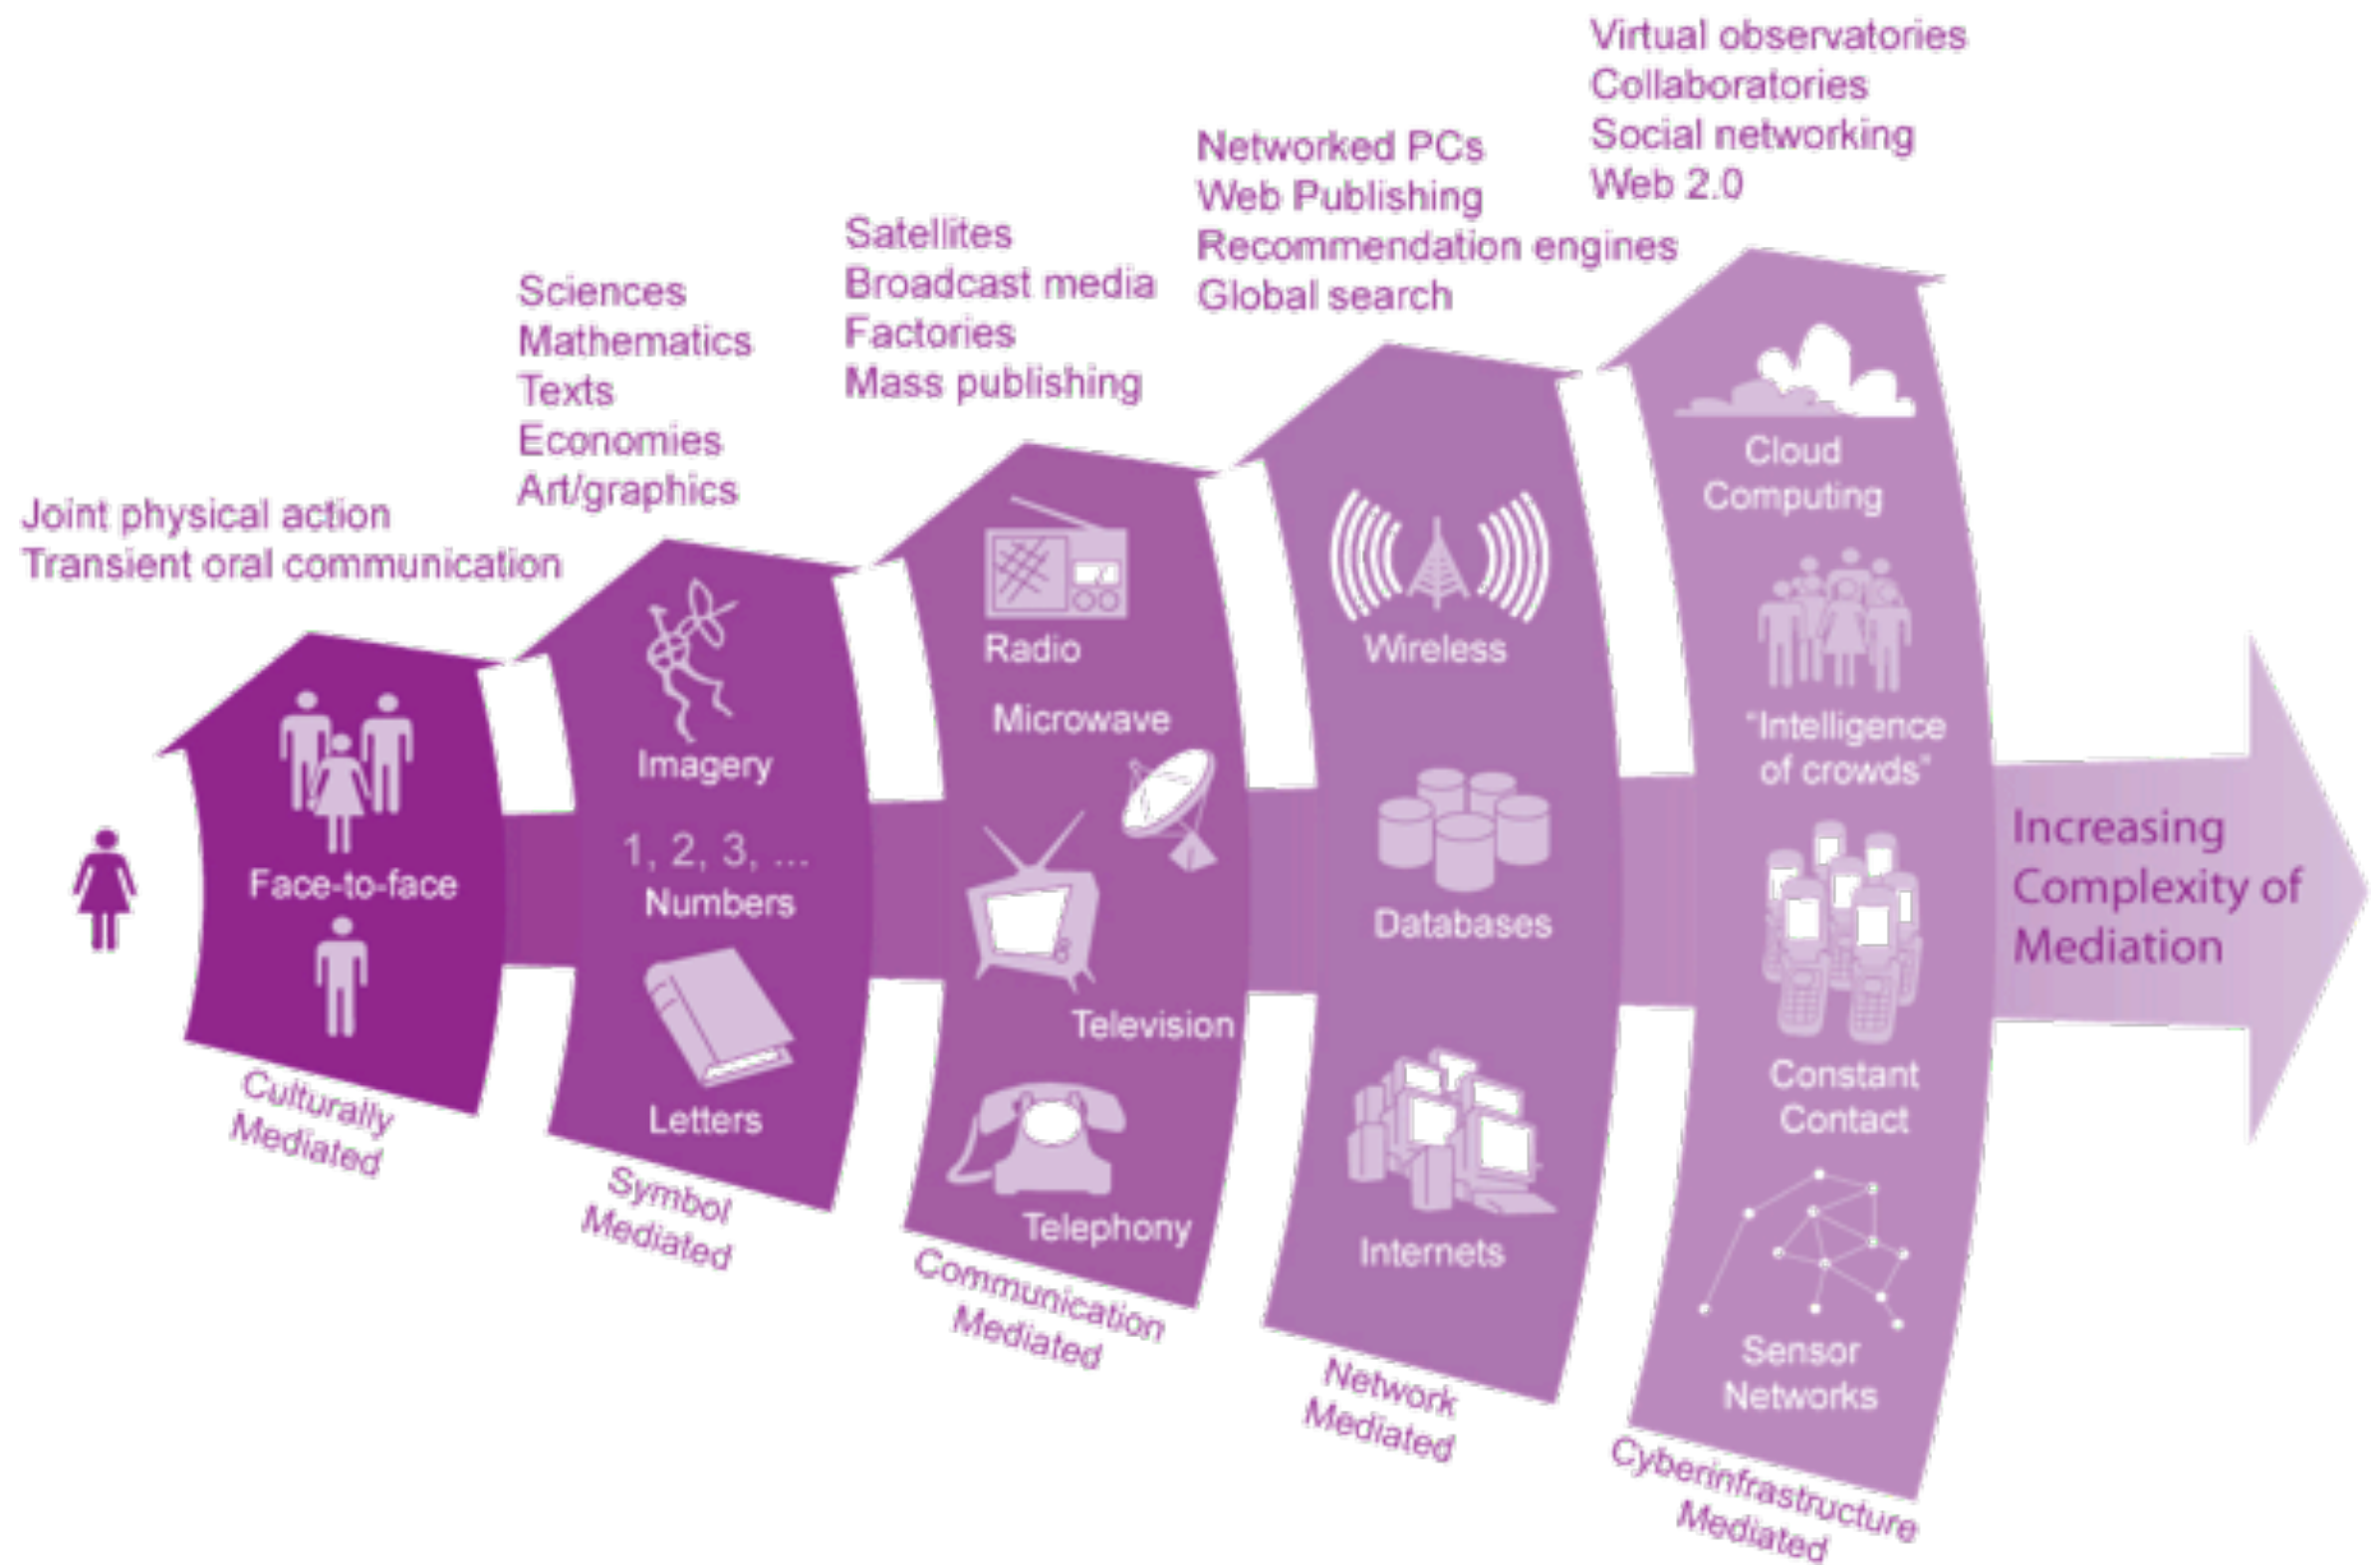 Joint physical action
Transient oral communication
Face-to-face
Culturally
Mediated
Sciences
Mathematics
Texts
Economies
Art/graphics
Imagery
1, 2, 3, ...
Numbers
Letters
Symbol
Mediated
Satellites
Broadcast media
Factories
Mass publishing
Radio
Microwave
Television
Telephony
Communication
Mediated
Networked PCs
Web Publishing
Recommendation engines
Global search
Wireless
Databases
Internets
Network
Mediated
Virtual observatories
Collaboratories
Social networking
Web 2.0
Cloud
Computing
"Intelligence
of crowds"
Constant
Contact
Sensor
Networks
Cyberinfrastructure
Mediated
Increasing
Complexity of
Mediation